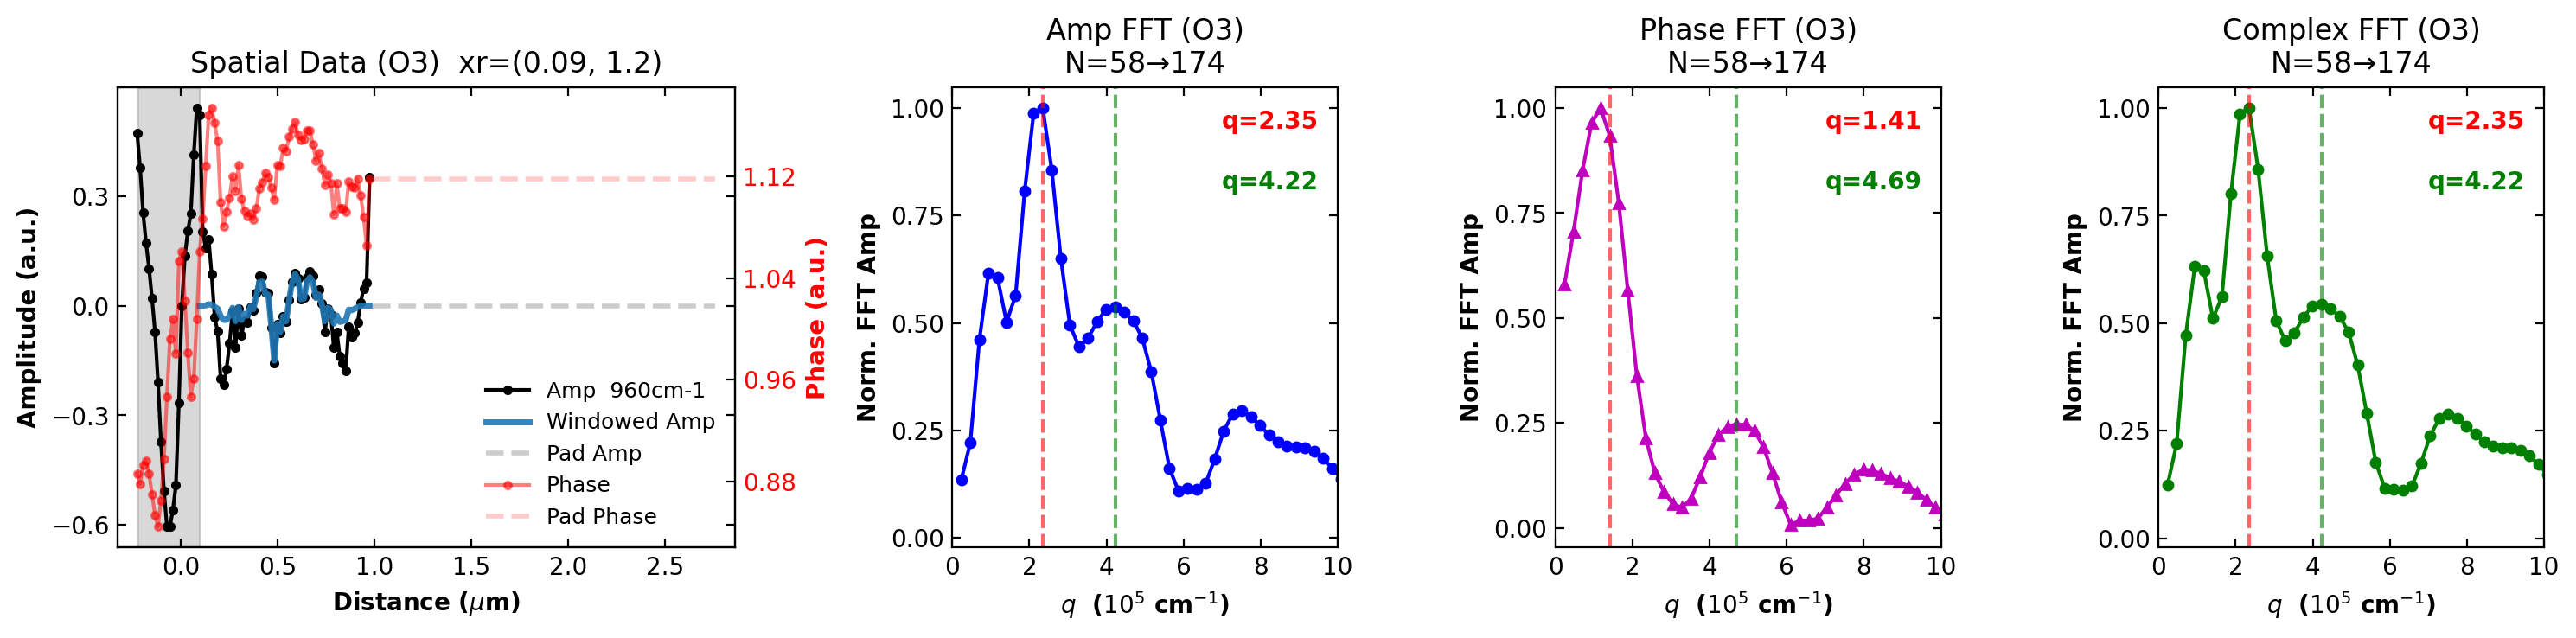 Spatial Data (O3)  xr=(0.09, 1.2)
Amplitude (a.u.)
0.3
0.0
−0.3
−0.6
1.12
1.04
0.96
0.88
Phase (a.u.)
Amp  960cm-1
Windowed Amp
Pad Amp
Phase
Pad Phase
0.0 0.5 1.0 1.5 2.0 2.5
Distance (μm)
Amp FFT (O3)
N=58→174
Norm. FFT Amp
1.00
0.75
0.50
0.25
0.00
q=2.35
q=4.22
0 2 4 6 8 10
q (10⁵ cm⁻¹)
Phase FFT (O3)
N=58→174
Norm. FFT Amp
1.00
0.75
0.50
0.25
0.00
q=1.41
q=4.69
0 2 4 6 8 10
q (10⁵ cm⁻¹)
Complex FFT (O3)
N=58→174
Norm. FFT Amp
1.00
0.75
0.50
0.25
0.00
q=2.35
q=4.22
0 2 4 6 8 10
q (10⁵ cm⁻¹)